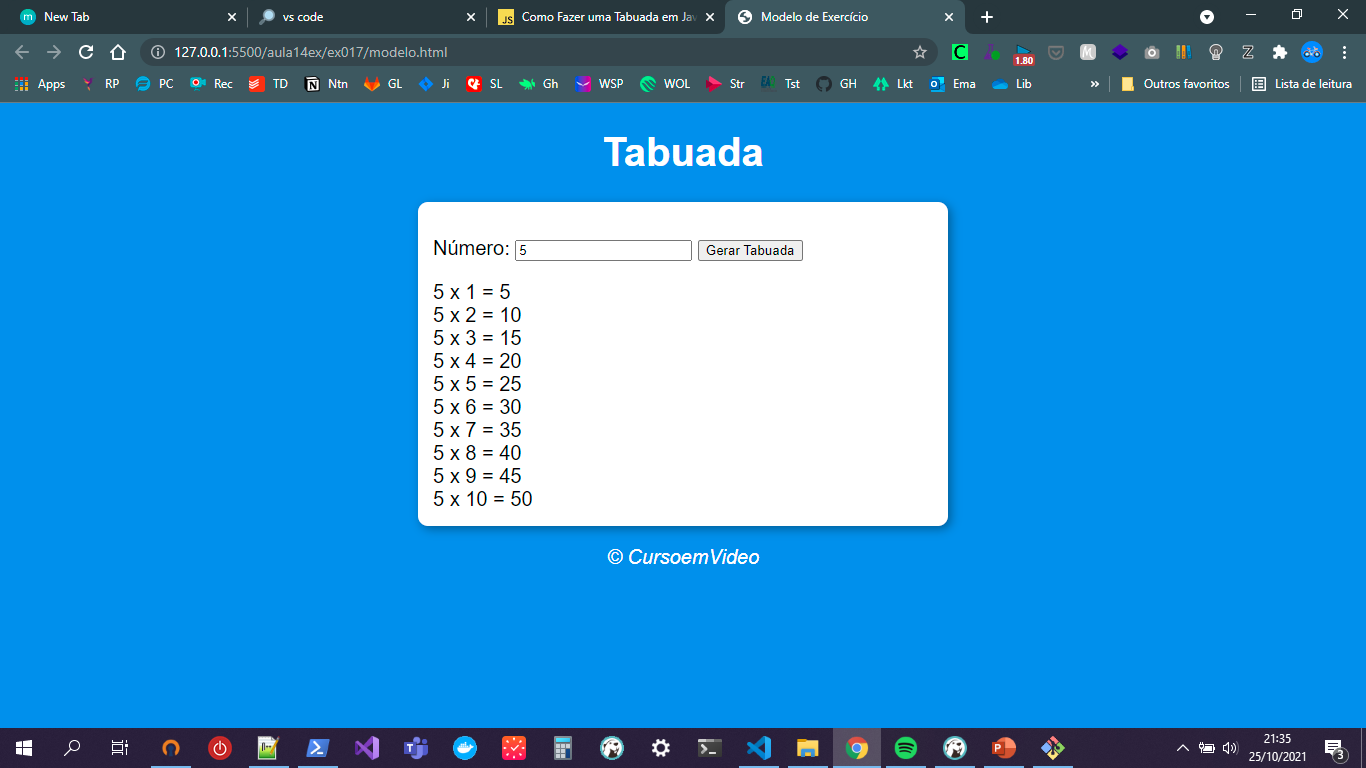 New Tab
vs code
Como Fazer uma Tabuada em Jav
Modelo de Exercício
127.0.0.1:5500/aula14ex/ex017/modelo.html
1.80
Apps RP PC Rec TD Ntn GL Ji SL Gh WSP WOL Str Tst GH Lkt Ema Lib » Outros favoritos Lista de leitura
Tabuada
Número: 5 Gerar Tabuada
5 x 1 = 5
5 x 2 = 10
5 x 3 = 15
5 x 4 = 20
5 x 5 = 25
5 x 6 = 30
5 x 7 = 35
5 x 8 = 40
5 x 9 = 45
5 x 10 = 50
© CursoemVideo
21:35
25/10/2021
3